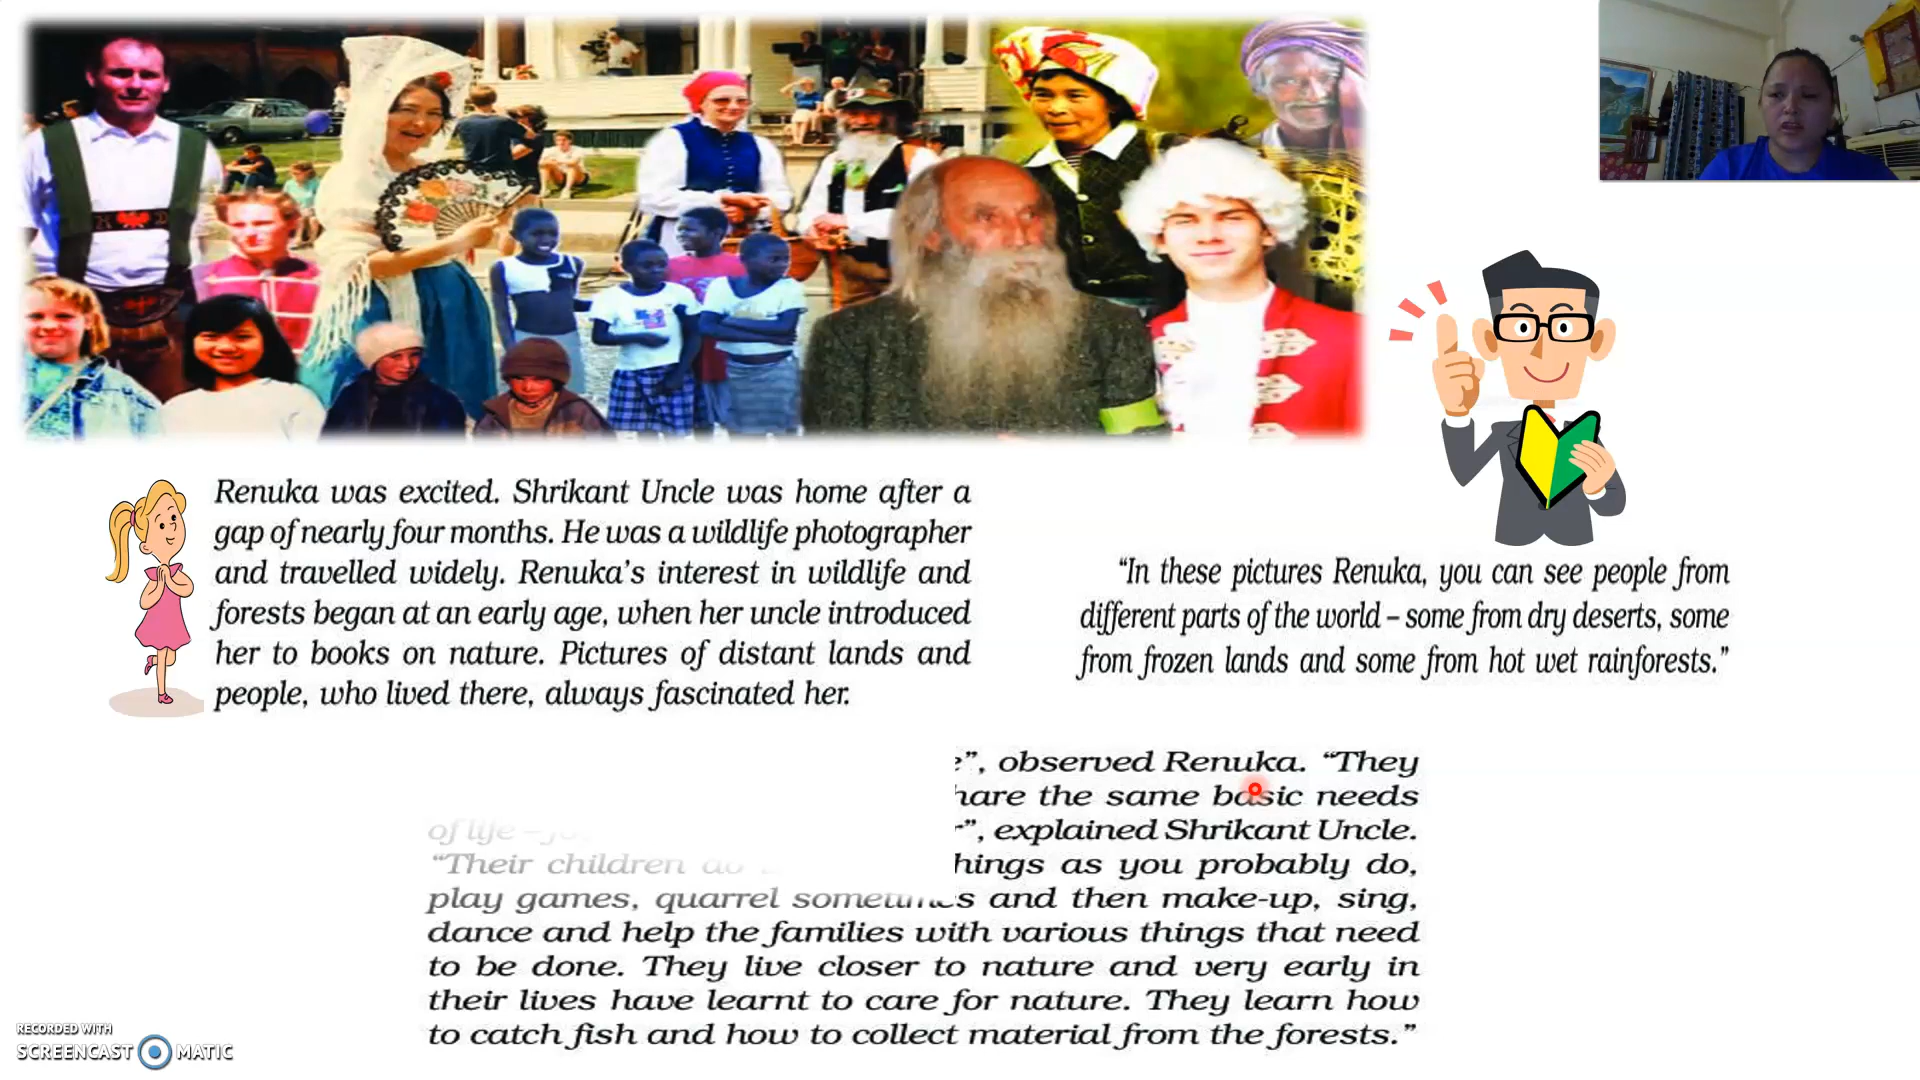 Renuka was excited. Shrikant Uncle was home after a
gap of nearly four months. He was a wildlife photographer
and travelled widely. Renuka's interest in wildlife and
forests began at an early age, when her uncle introduced
her to books on nature. Pictures of distant lands and
people, who lived there, always fascinated her.
“In these pictures Renuka, you can see people from
different parts of the world – some from dry deserts, some
from frozen lands and some from hot wet rainforests.”
”, observed Renuka. “They
the same basic needs
of life – ”, explained Shrikant Uncle.
“Their children do as you probably do,
play games, quarrel sometimes and then make-up, sing,
dance and help the families with various things that need
to be done. They live closer to nature and very early in
their lives have learnt to care for nature. They learn how
to catch fish and how to collect material from the forests.”
RECORDED WITH
SCREENCAST MATIC